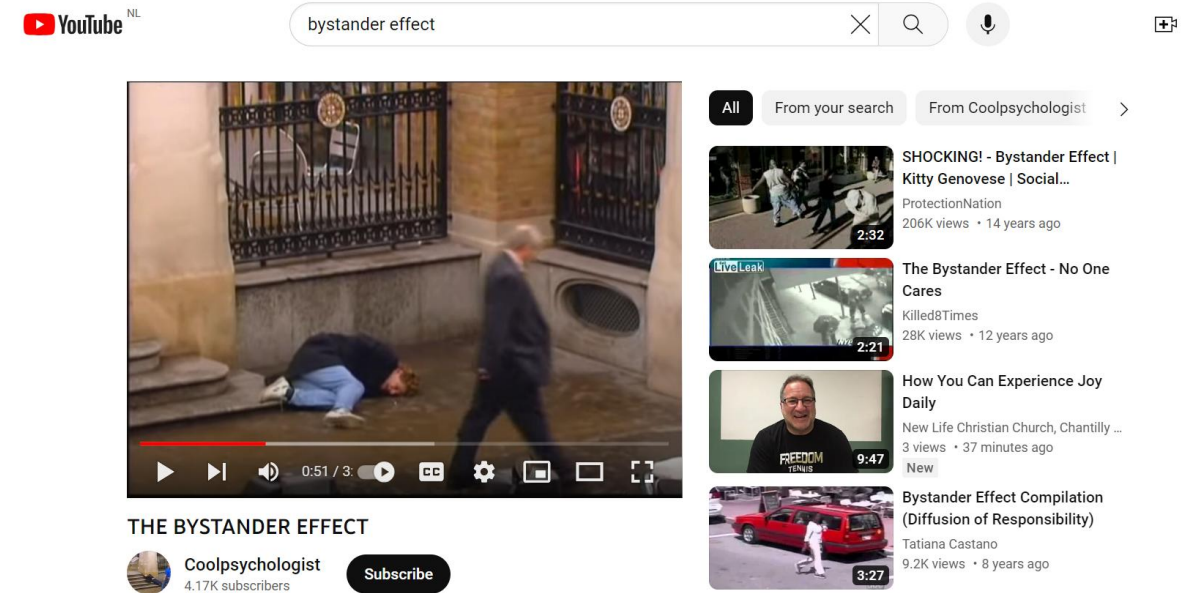 YouTube NL
bystander effect
All
From your search
From Coolpsychologist
SHOCKING! - Bystander Effect |
Kitty Genovese | Social...
ProtectionNation
206K views • 14 years ago
2:32
LiveLeak
The Bystander Effect - No One
Cares
Killed8Times
28K views • 12 years ago
2:21
How You Can Experience Joy
Daily
New Life Christian Church, Chantilly ...
3 views • 37 minutes ago
New
FREEDOM
TENNIS
9:47
Bystander Effect Compilation
(Diffusion of Responsibility)
Tatiana Castano
9.2K views • 8 years ago
3:27
0:51 / 3:
CC
THE BYSTANDER EFFECT
Coolpsychologist
4.17K subscribers
Subscribe